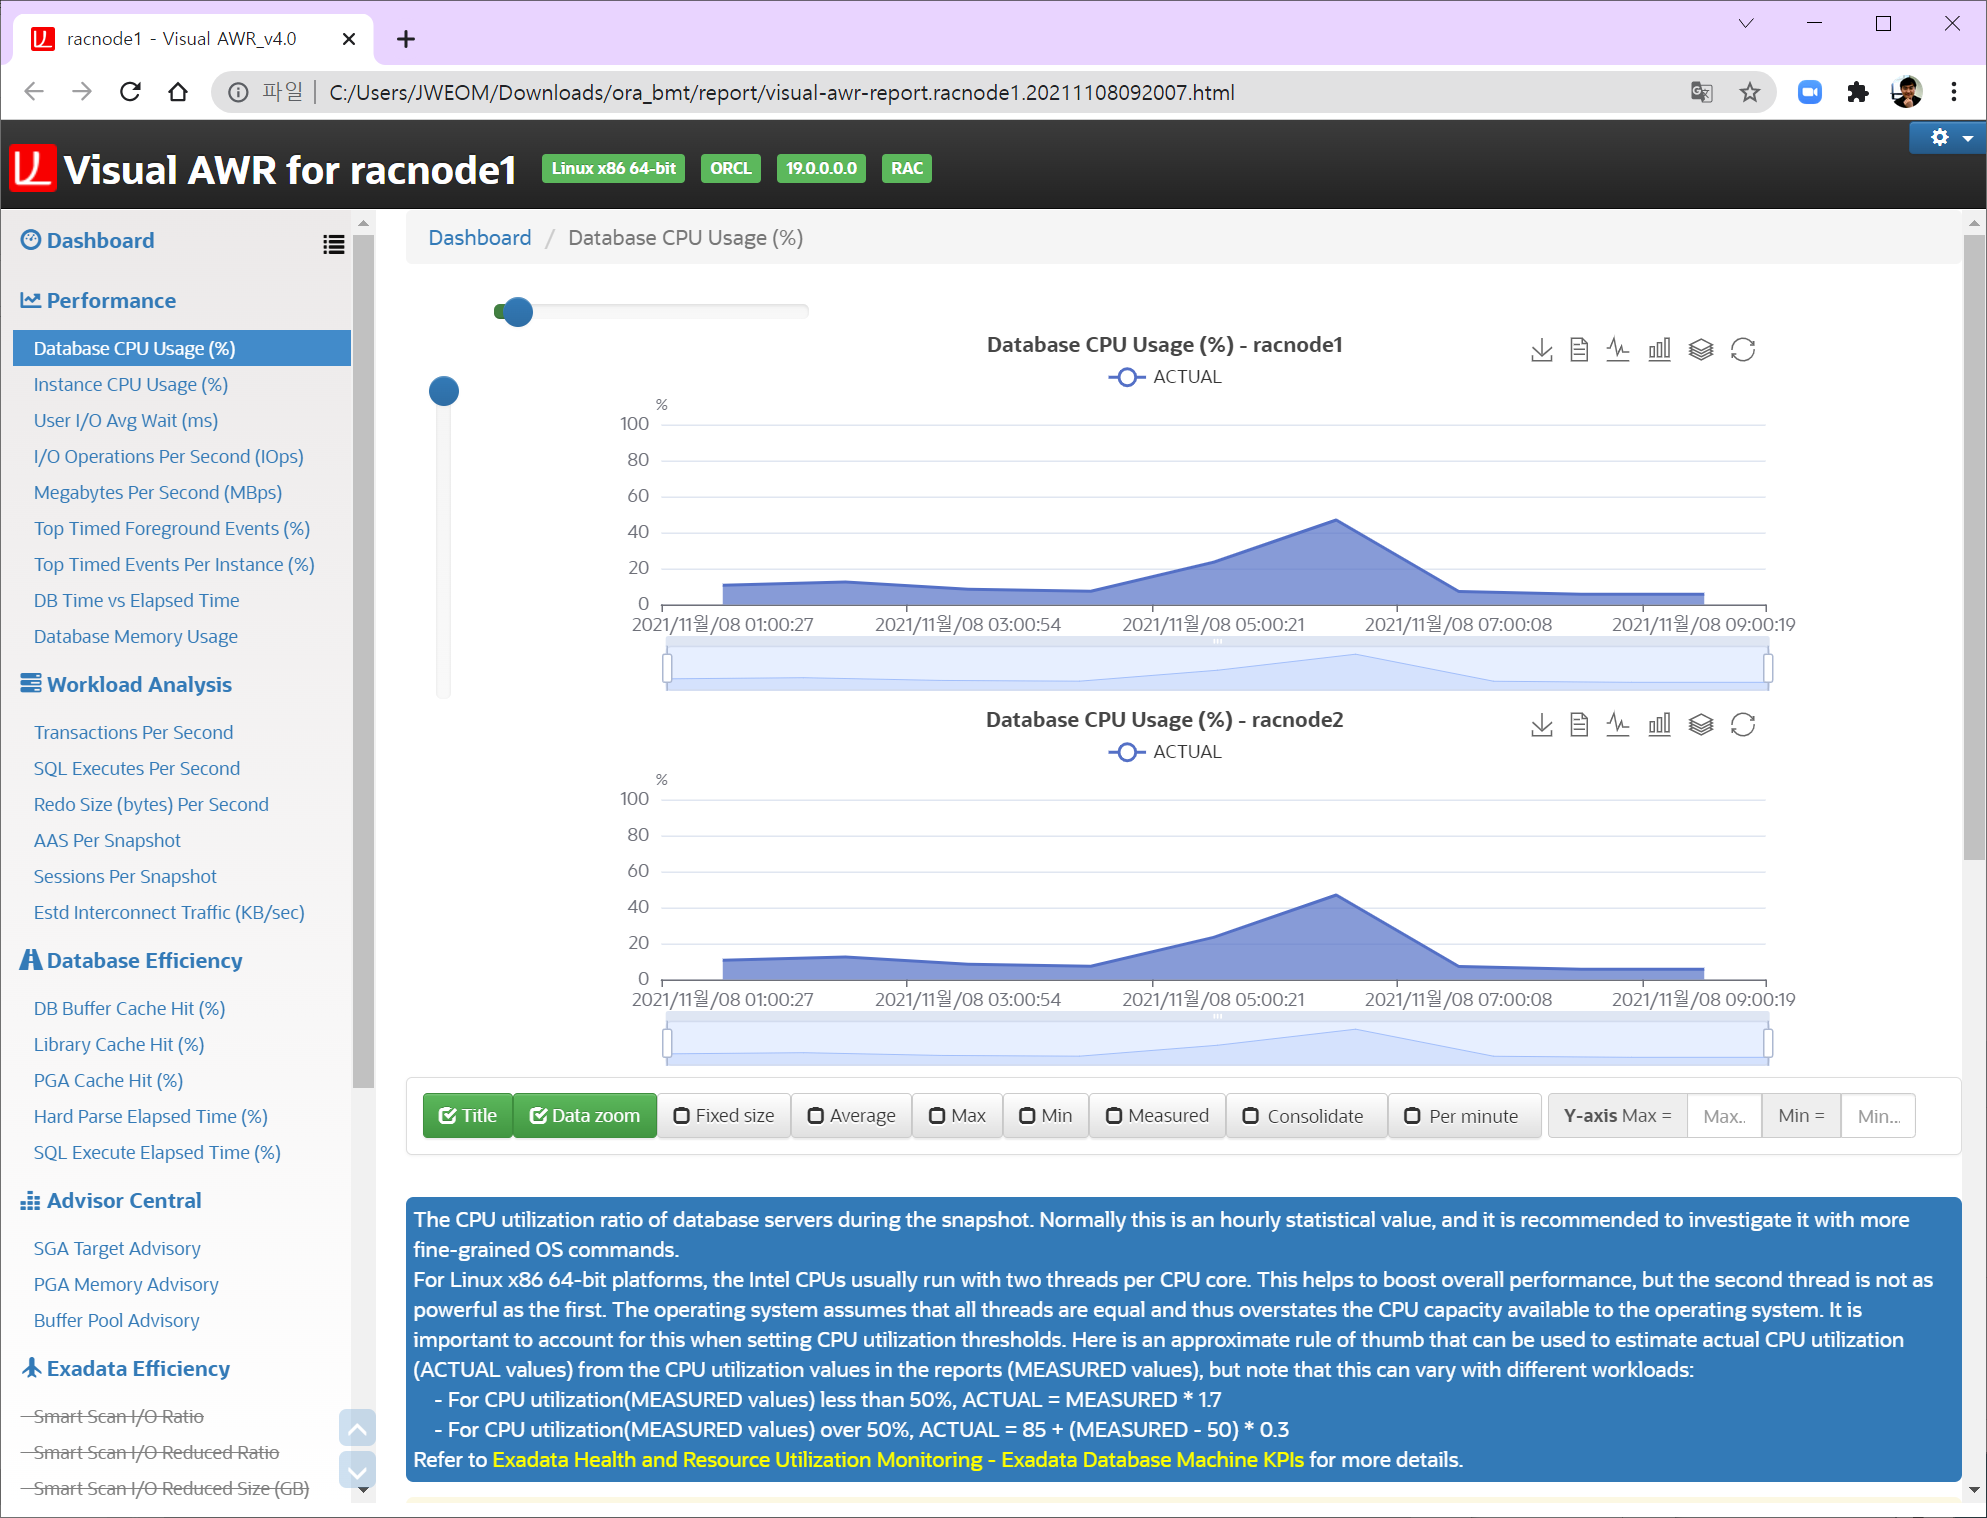 racnode1 - Visual AWR_v4.0
파일 | C:/Users/JWEOM/Downloads/ora_bmt/report/visual-awr-report.racnode1.20211108092007.html
Visual AWR for racnode1 Linux x86 64-bit ORCL 19.0.0.0.0 RAC
Dashboard
Performance
Database CPU Usage (%)
Instance CPU Usage (%)
User I/O Avg Wait (ms)
I/O Operations Per Second (IOps)
Megabytes Per Second (MBps)
Top Timed Foreground Events (%)
Top Timed Events Per Instance (%)
DB Time vs Elapsed Time
Database Memory Usage
Workload Analysis
Transactions Per Second
SQL Executes Per Second
Redo Size (bytes) Per Second
AAS Per Snapshot
Sessions Per Snapshot
Estd Interconnect Traffic (KB/sec)
Database Efficiency
DB Buffer Cache Hit (%)
Library Cache Hit (%)
PGA Cache Hit (%)
Hard Parse Elapsed Time (%)
SQL Execute Elapsed Time (%)
Advisor Central
SGA Target Advisory
PGA Memory Advisory
Buffer Pool Advisory
Exadata Efficiency
Smart Scan I/O Ratio
Smart Scan I/O Reduced Ratio
Smart Scan I/O Reduced Size (GB)
Dashboard / Database CPU Usage (%)
Database CPU Usage (%) - racnode1
ACTUAL
%
100
80
60
40
20
0
2021/11월/08 01:00:27 2021/11월/08 03:00:54 2021/11월/08 05:00:21 2021/11월/08 07:00:08 2021/11월/08 09:00:19
Database CPU Usage (%) - racnode2
ACTUAL
%
100
80
60
40
20
0
2021/11월/08 01:00:27 2021/11월/08 03:00:54 2021/11월/08 05:00:21 2021/11월/08 07:00:08 2021/11월/08 09:00:19
Title Data zoom Fixed size Average Max Min Measured Consolidate Per minute Y-axis Max = Max.. Min = Min...
The CPU utilization ratio of database servers during the snapshot. Normally this is an hourly statistical value, and it is recommended to investigate it with more
fine-grained OS commands.
For Linux x86 64-bit platforms, the Intel CPUs usually run with two threads per CPU core. This helps to boost overall performance, but the second thread is not as
powerful as the first. The operating system assumes that all threads are equal and thus overstates the CPU capacity available to the operating system. It is
important to account for this when setting CPU utilization thresholds. Here is an approximate rule of thumb that can be used to estimate actual CPU utilization
(ACTUAL values) from the CPU utilization values in the reports (MEASURED values), but note that this can vary with different workloads:
- For CPU utilization(MEASURED values) less than 50%, ACTUAL = MEASURED * 1.7
- For CPU utilization(MEASURED values) over 50%, ACTUAL = 85 + (MEASURED - 50) * 0.3
Refer to Exadata Health and Resource Utilization Monitoring - Exadata Database Machine KPIs for more details.